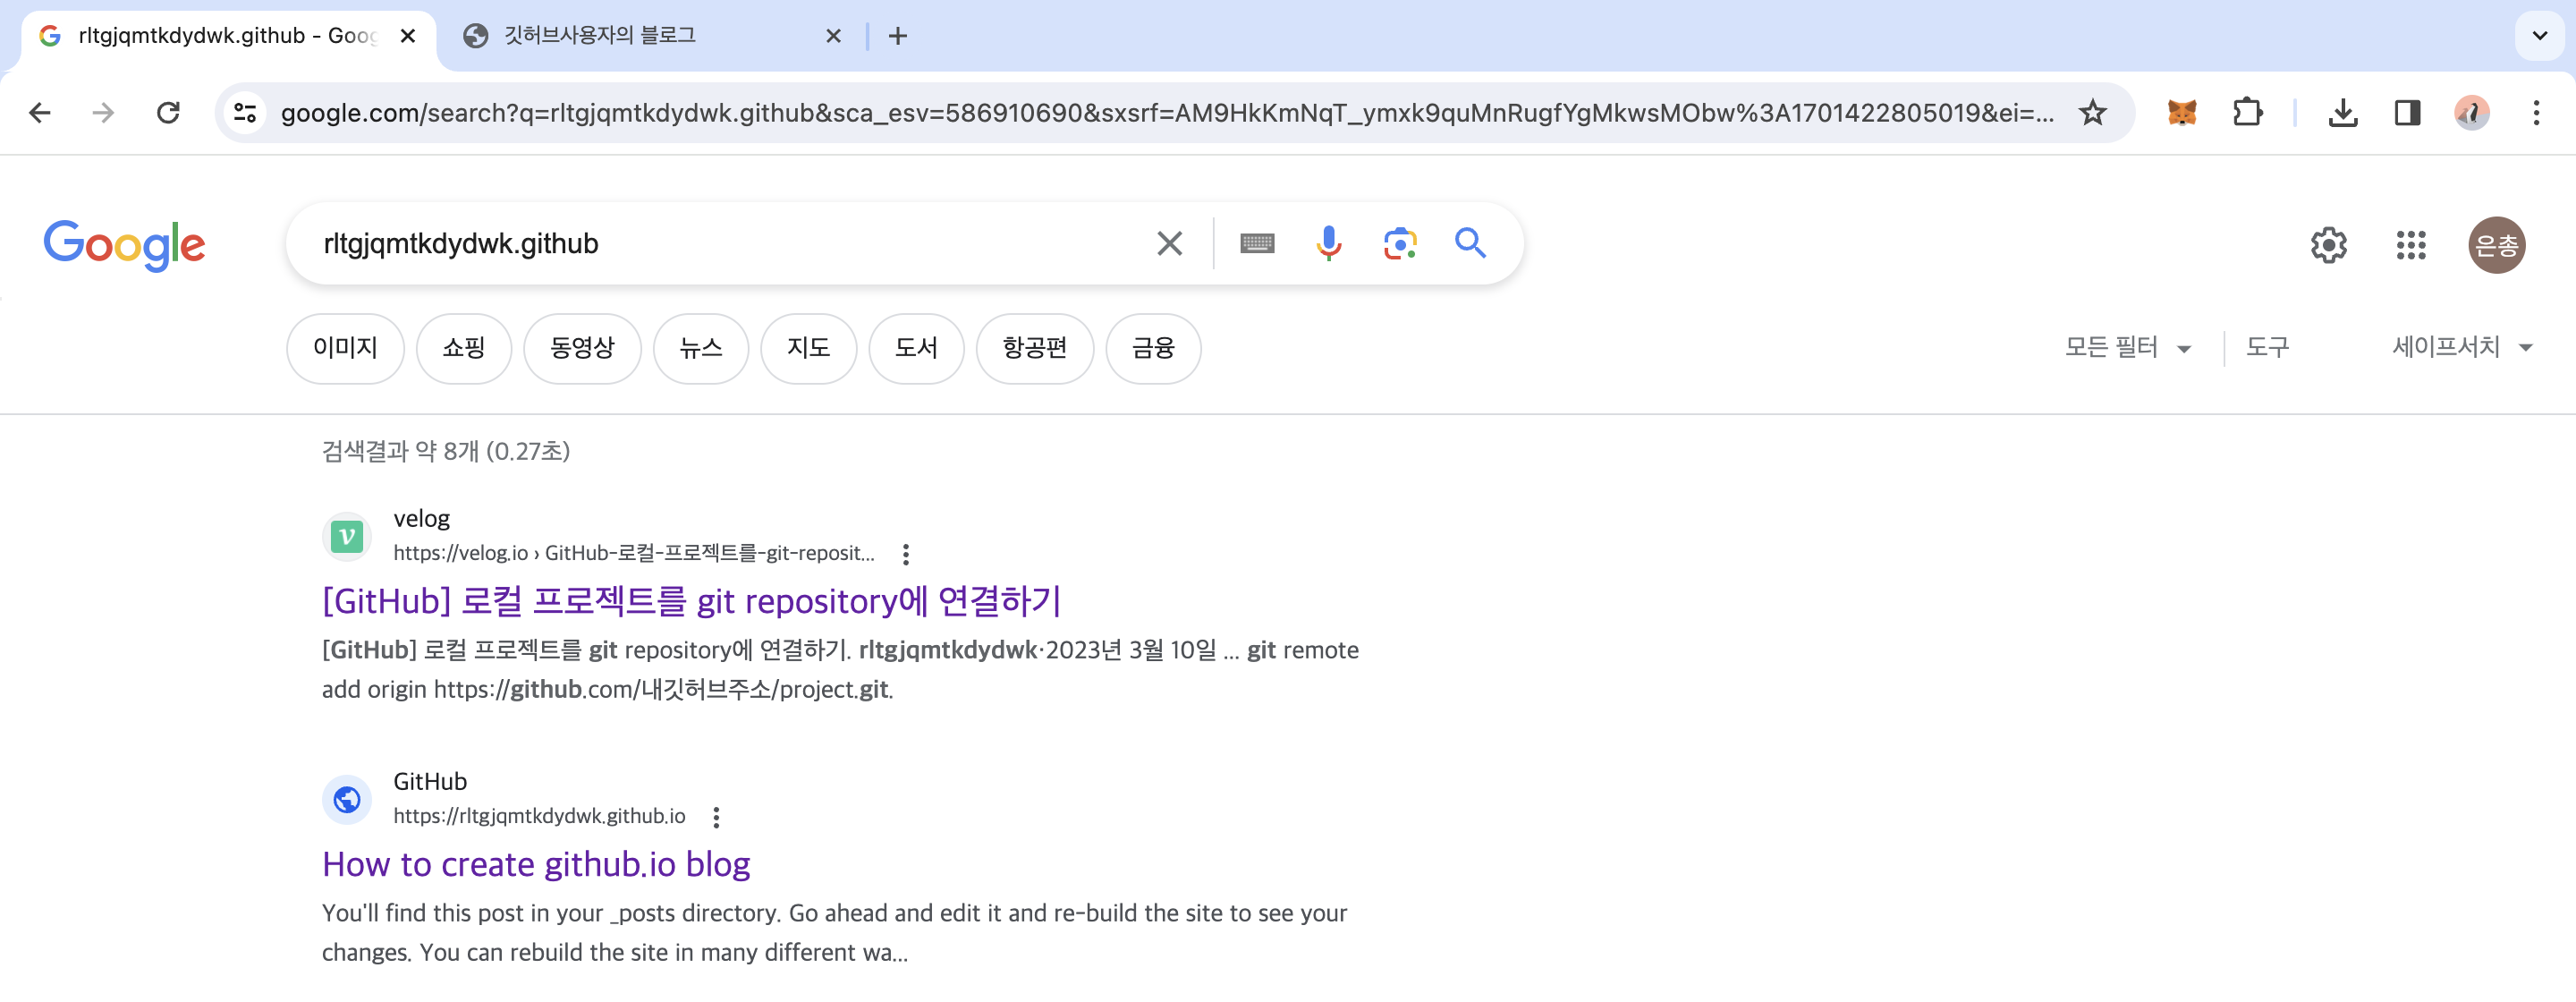 rltgjqmtkdydwk.github - Goog
깃허브사용자의 블로그
google.com/search?q=rltgjqmtkdydwk.github&sca_esv=586910690&sxsrf=AM9HkKmNqT_ymxk9quMnRugfYgMkwsMObw%3A1701422805019&ei=...
Google
rltgjqmtkdydwk.github
은총
이미지 쇼핑 동영상 뉴스 지도 도서 항공편 금융
모든 필터 도구 세이프서치
검색결과 약 8개 (0.27초)
velog
https://velog.io › GitHub-로컬-프로젝트를-git-reposit...
[GitHub] 로컬 프로젝트를 git repository에 연결하기
[GitHub] 로컬 프로젝트를 git repository에 연결하기. rltgjqmtkdydwk·2023년 3월 10일 ... git remote
add origin https://github.com/내깃허브주소/project.git.
GitHub
https://rltgjqmtkdydwk.github.io
How to create github.io blog
You'll find this post in your _posts directory. Go ahead and edit it and re-build the site to see your
changes. You can rebuild the site in many different wa...